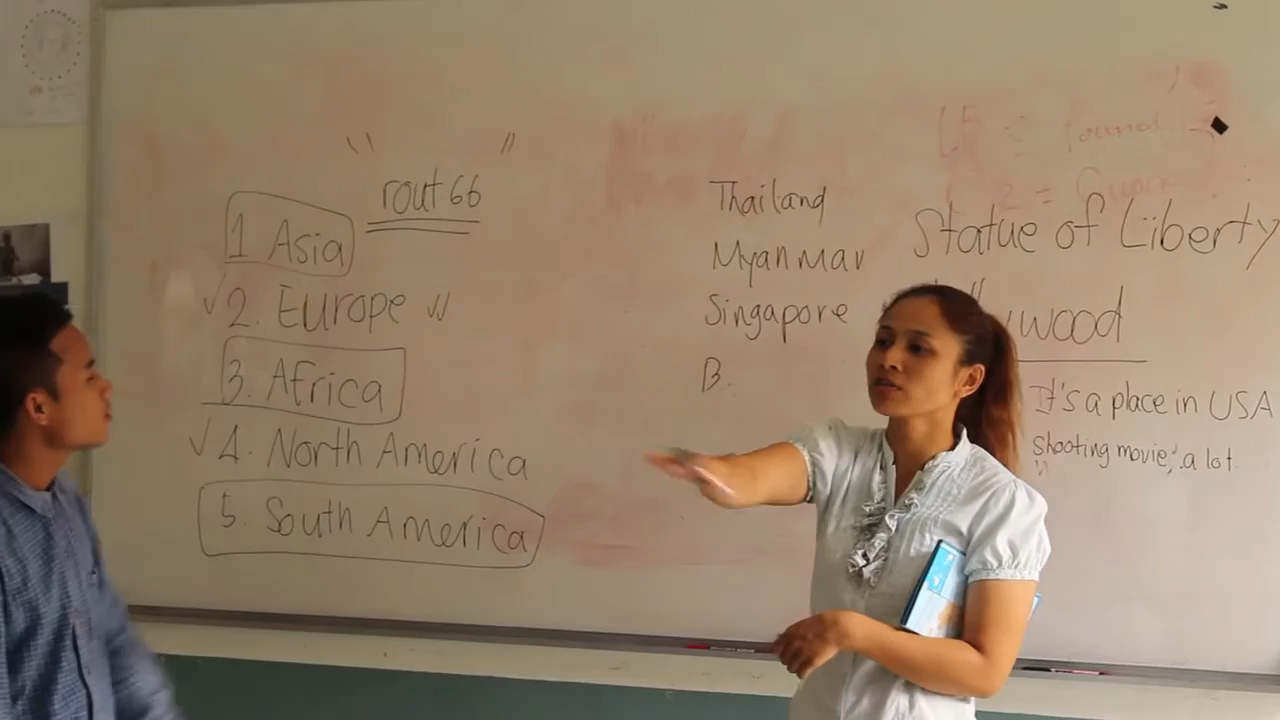 rout 66
1 Asia
2. Europe
3. Africa
4. North America
5. South America
Thailand
Myanmar
Singapore
B.
Statue of Liberty
wood
It's a place in USA
shooting movie, a lot.